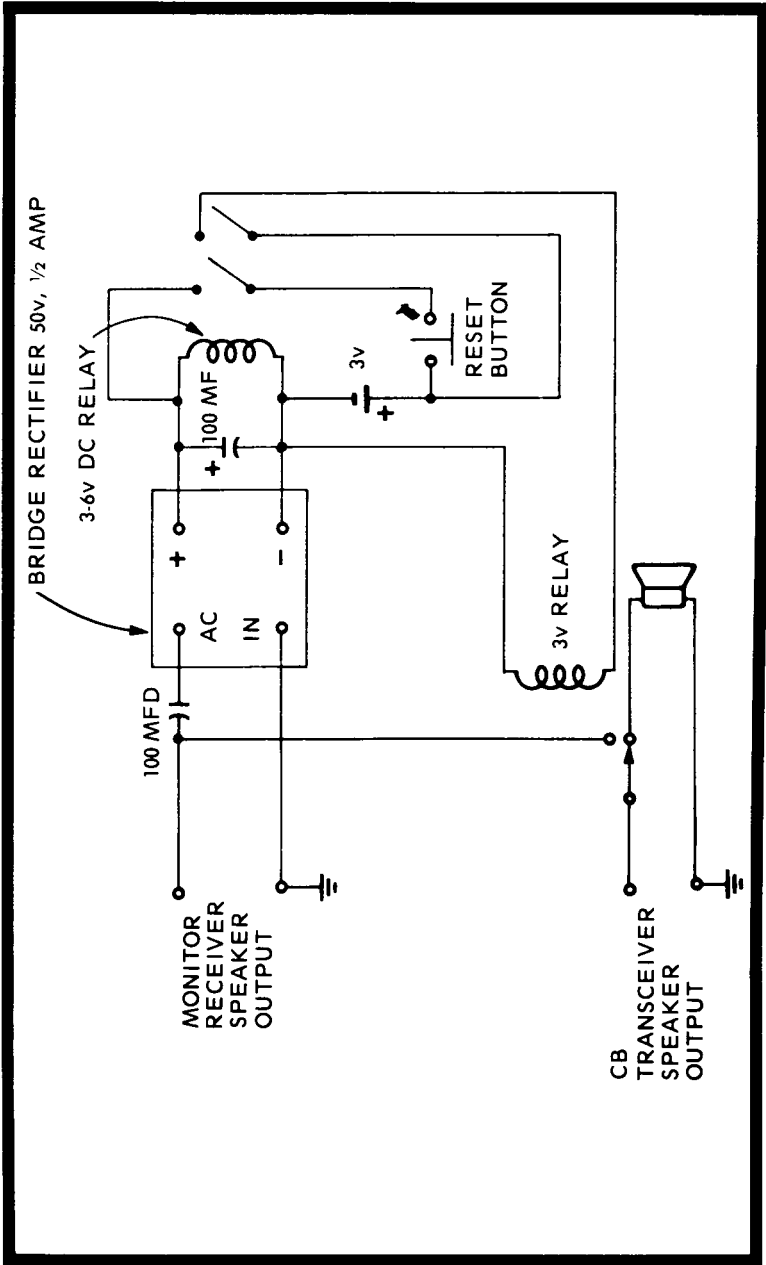 BRIDGE RECTIFIER 50v, ½ AMP
3-6v DC RELAY
100 MFD
AC
IN
+
-
+
100 MF
3v
+
RESET
BUTTON
3v RELAY
MONITOR
RECEIVER
SPEAKER
OUTPUT
CB
TRANSCEIVER
SPEAKER
OUTPUT